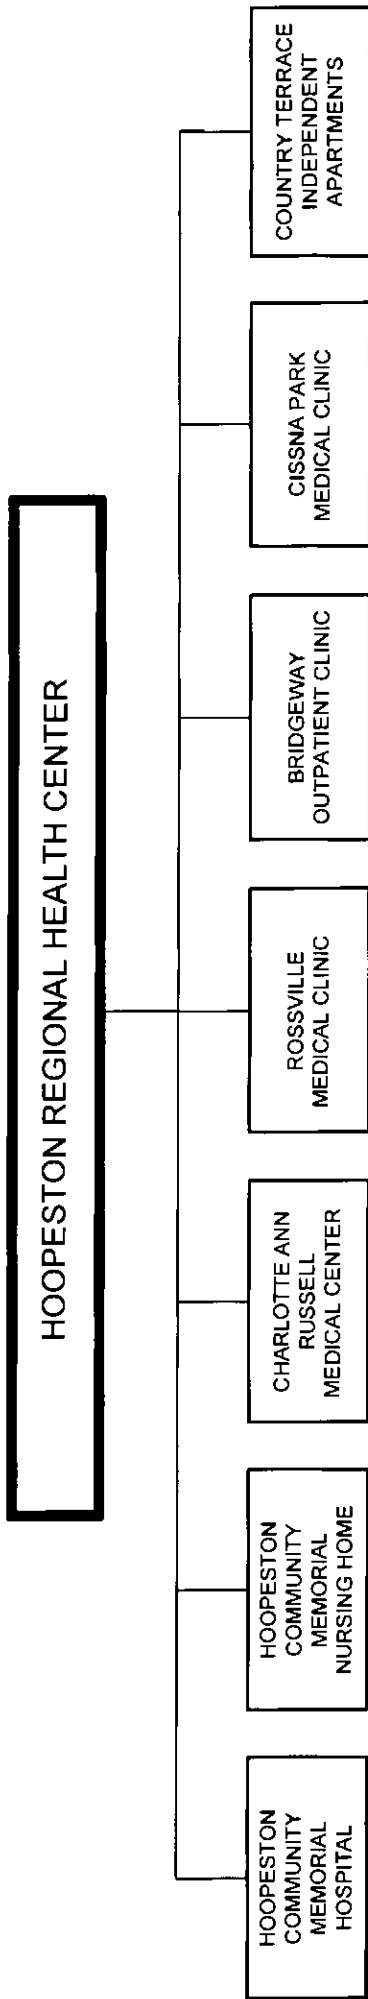 HOOPESTON REGIONAL HEALTH CENTER
HOOPESTON
COMMUNITY
MEMORIAL
HOSPITAL
HOOPESTON
COMMUNITY
MEMORIAL
NURSING HOME
CHARLOTTE ANN
RUSSELL
MEDICAL CENTER
ROSSVILLE
MEDICAL CLINIC
BRIDGEWAY
OUTPATIENT CLINIC
CISSNA PARK
MEDICAL CLINIC
COUNTRY TERRACE
INDEPENDENT
APARTMENTS